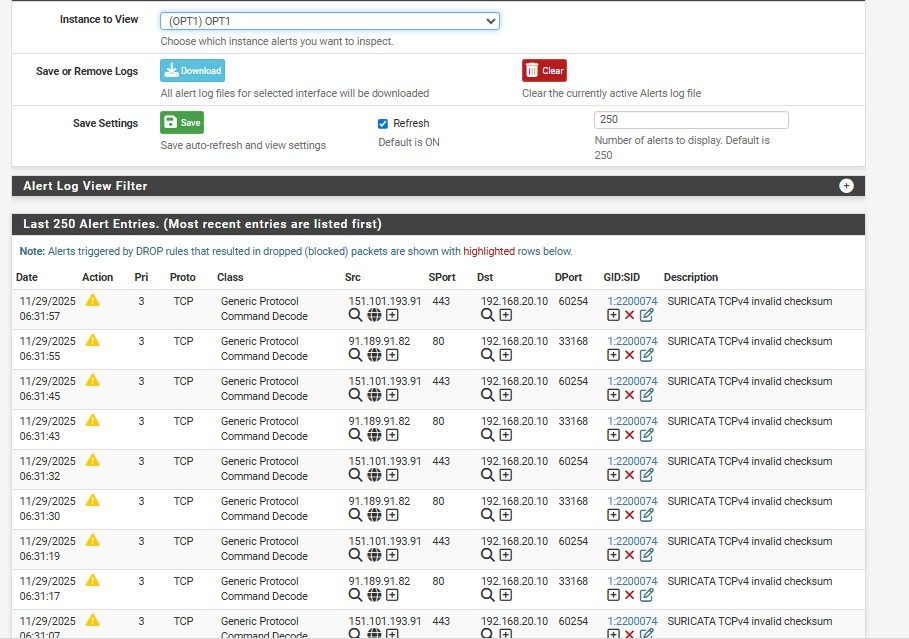 Instance to View (OPT1) OPT1
Choose which instance alerts you want to inspect.
Save or Remove Logs Download Clear
All alert log files for selected interface will be downloaded Clear the currently active Alerts log file
Save Settings Save Refresh 250
Save auto-refresh and view settings Default is ON Number of alerts to display. Default is
250
Alert Log View Filter
Last 250 Alert Entries. (Most recent entries are listed first)
Note: Alerts triggered by DROP rules that resulted in dropped (blocked) packets are shown with highlighted rows below.
Date Action Pri Proto Class Src SPort Dst DPort GID:SID Description
11/29/2025 3 TCP Generic Protocol 151.101.193.91 443 192.168.20.10 60254 1:2200074 SURICATA TCPv4 invalid checksum
06:31:57 Command Decode
11/29/2025 3 TCP Generic Protocol 91.189.91.82 80 192.168.20.10 33168 1:2200074 SURICATA TCPv4 invalid checksum
06:31:55 Command Decode
11/29/2025 3 TCP Generic Protocol 151.101.193.91 443 192.168.20.10 60254 1:2200074 SURICATA TCPv4 invalid checksum
06:31:45 Command Decode
11/29/2025 3 TCP Generic Protocol 91.189.91.82 80 192.168.20.10 33168 1:2200074 SURICATA TCPv4 invalid checksum
06:31:43 Command Decode
11/29/2025 3 TCP Generic Protocol 151.101.193.91 443 192.168.20.10 60254 1:2200074 SURICATA TCPv4 invalid checksum
06:31:32 Command Decode
11/29/2025 3 TCP Generic Protocol 91.189.91.82 80 192.168.20.10 33168 1:2200074 SURICATA TCPv4 invalid checksum
06:31:30 Command Decode
11/29/2025 3 TCP Generic Protocol 151.101.193.91 443 192.168.20.10 60254 1:2200074 SURICATA TCPv4 invalid checksum
06:31:19 Command Decode
11/29/2025 3 TCP Generic Protocol 91.189.91.82 80 192.168.20.10 33168 1:2200074 SURICATA TCPv4 invalid checksum
06:31:17 Command Decode
11/29/2025 3 TCP Generic Protocol 151.101.193.91 443 192.168.20.10 60254 1:2200074 SURICATA TCPv4 invalid checksum
06:31:07 Command Decode